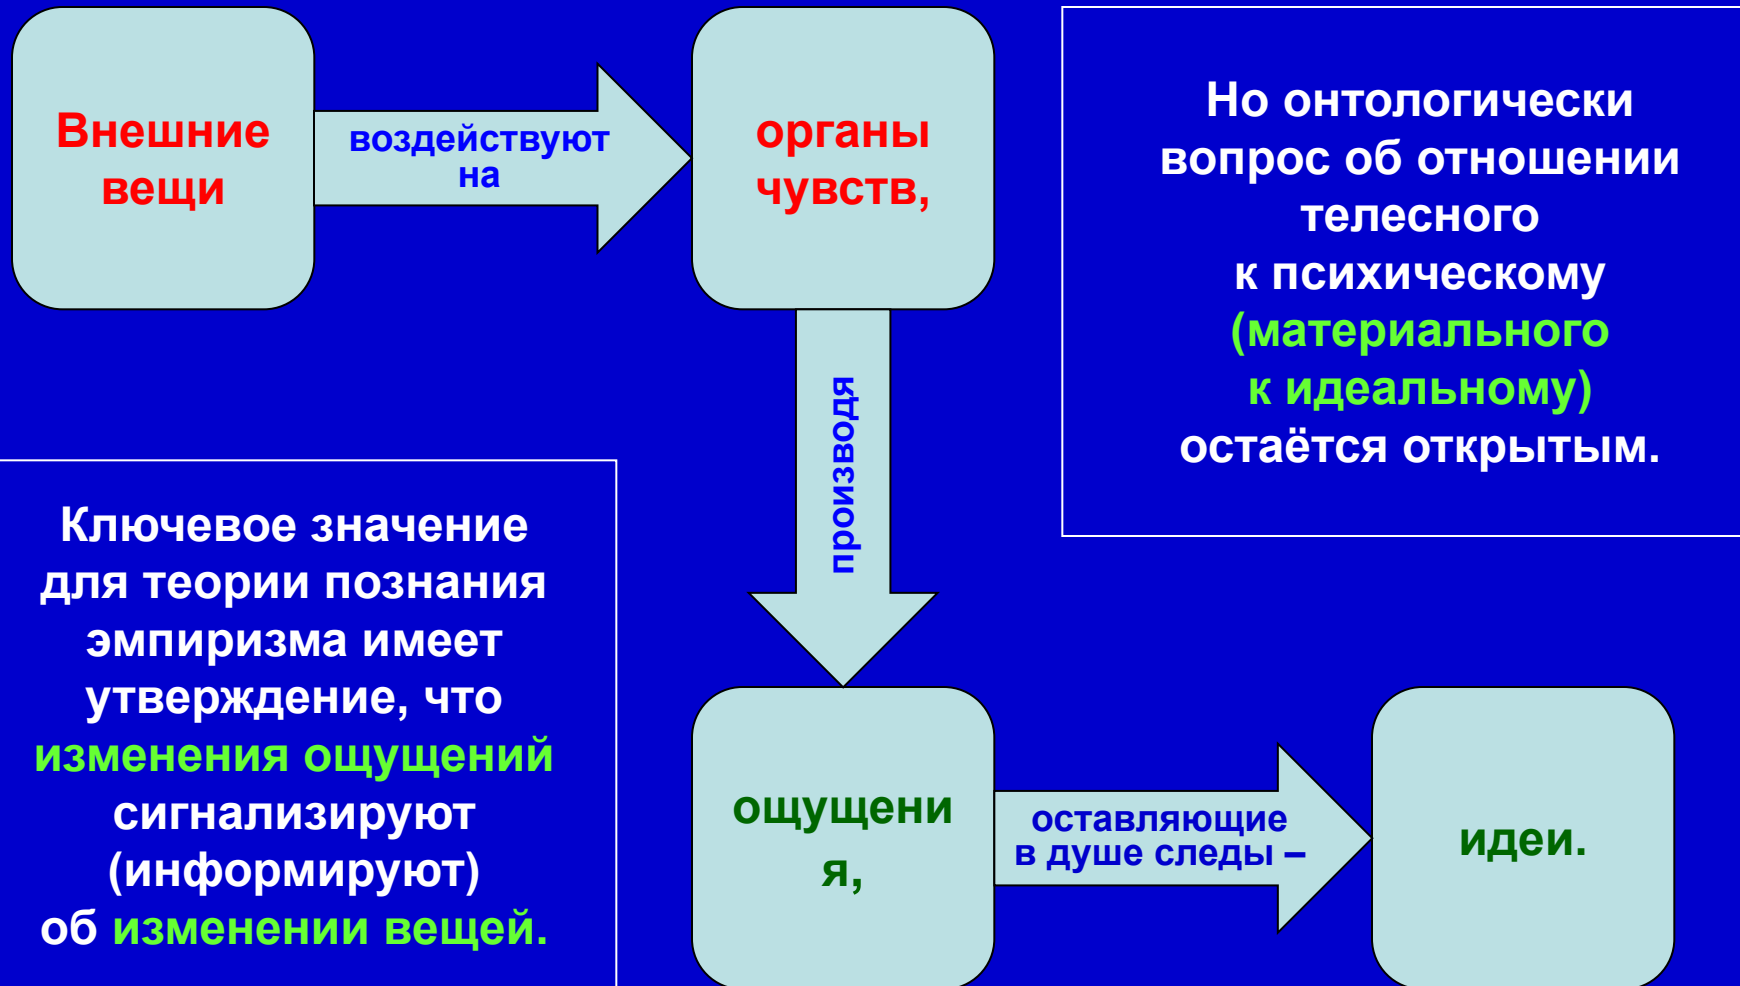 Внешние
вещи
воздействуют
на
органы
чувств,
Но онтологически
вопрос об отношении
телесного
к психическому
(материального
к идеальному)
остаётся открытым.
производя
Ключевое значение
для теории познания
эмпиризма имеет
утверждение, что
изменения ощущений
сигнализируют
(информируют)
об изменении вещей.
ощущени
я,
оставляющие
в душе следы –
идеи.